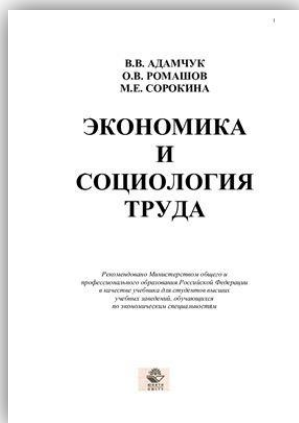 В.В. АДАМЧУК
О.В. РОМАШОВ
М.Е. СОРОКИНА
ЭКОНОМИКА
И
СОЦИОЛОГИЯ
ТРУДА
Рекомендовано Министерством общего и
профессионального образования Российской Федерации
в качестве учебника для студентов высших
учебных заведений, обучающихся
по экономическим специальностям